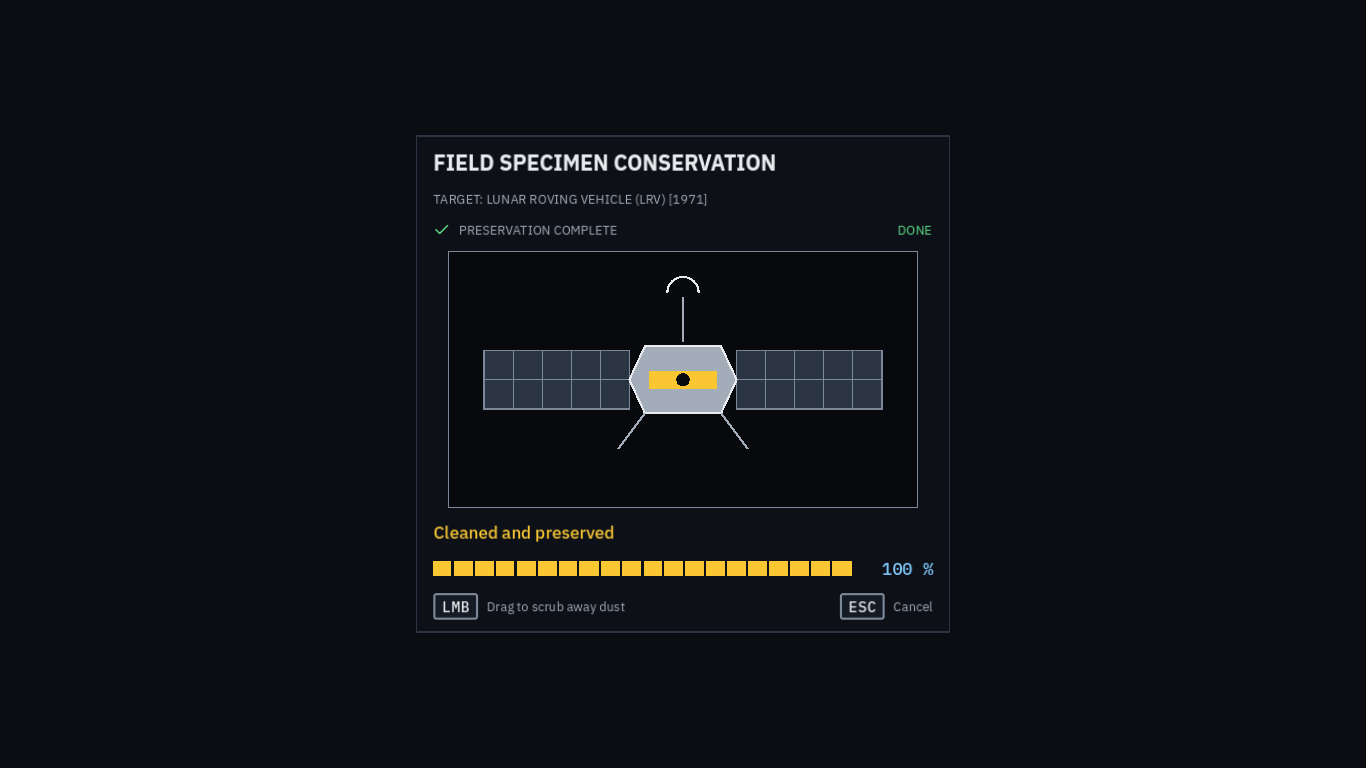 FIELD SPECIMEN CONSERVATION
TARGET: LUNAR ROVING VEHICLE (LRV) [1971]
PRESERVATION COMPLETE DONE
Cleaned and preserved
100 %
LMB Drag to scrub away dust ESC Cancel